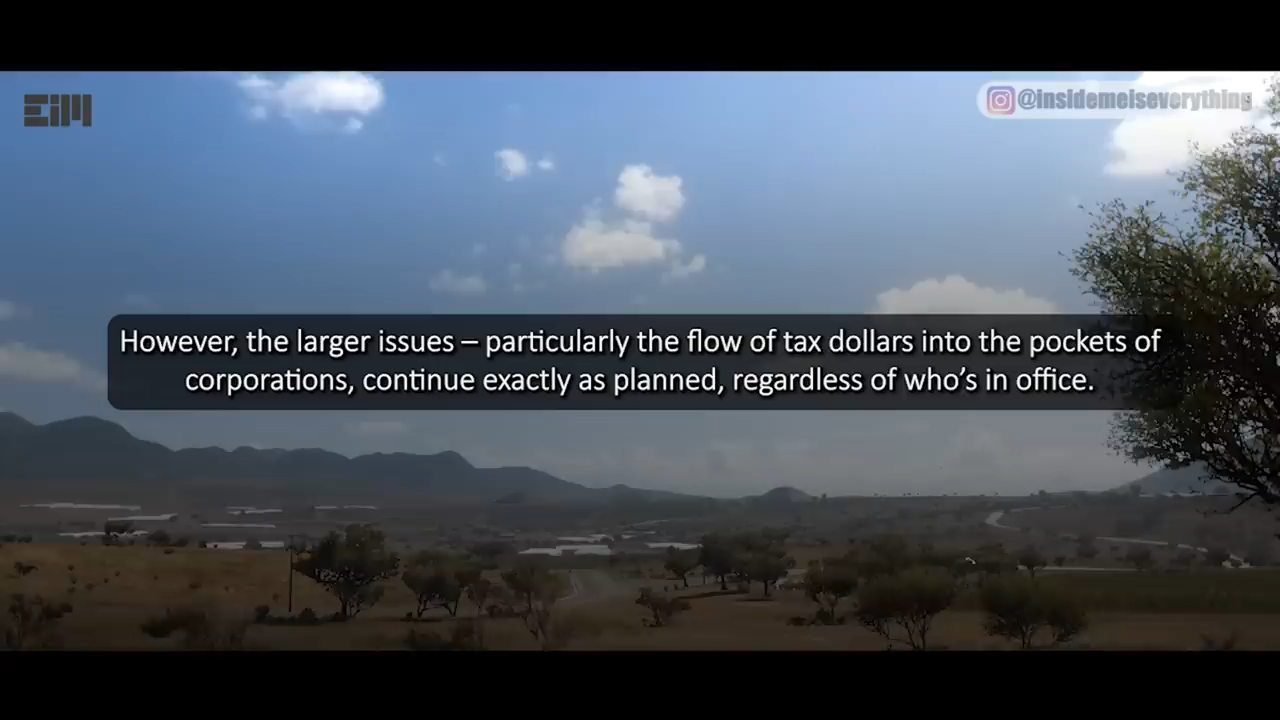 EiM
@insidemeiseverything
However, the larger issues – particularly the flow of tax dollars into the pockets of
corporations, continue exactly as planned, regardless of who's in office.